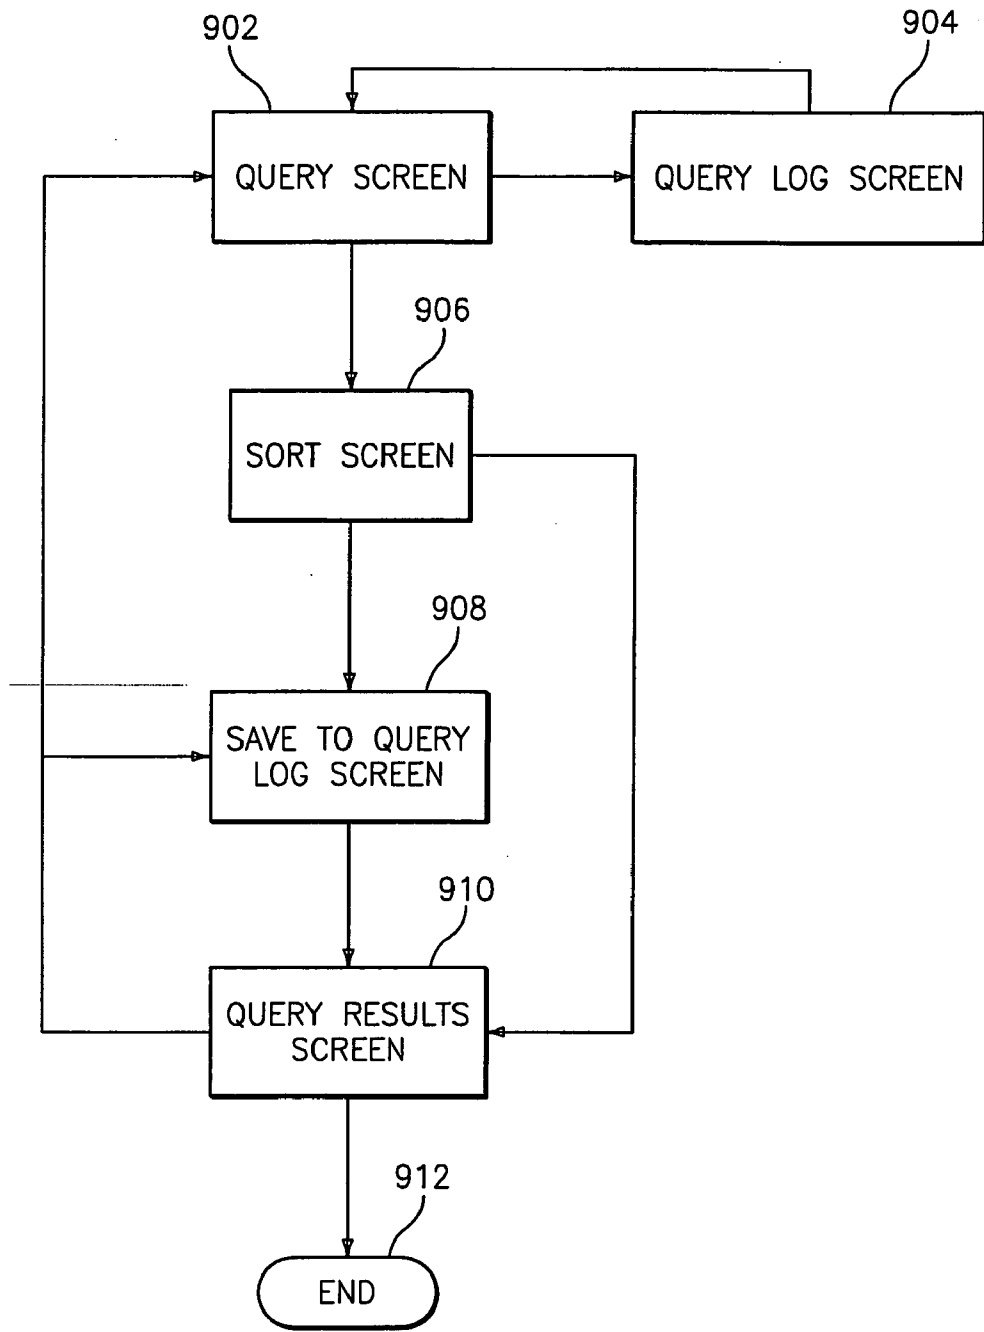 902
904
QUERY SCREEN
QUERY LOG SCREEN
906
SORT SCREEN
908
SAVE TO QUERY
LOG SCREEN
910
QUERY RESULTS
SCREEN
912
END